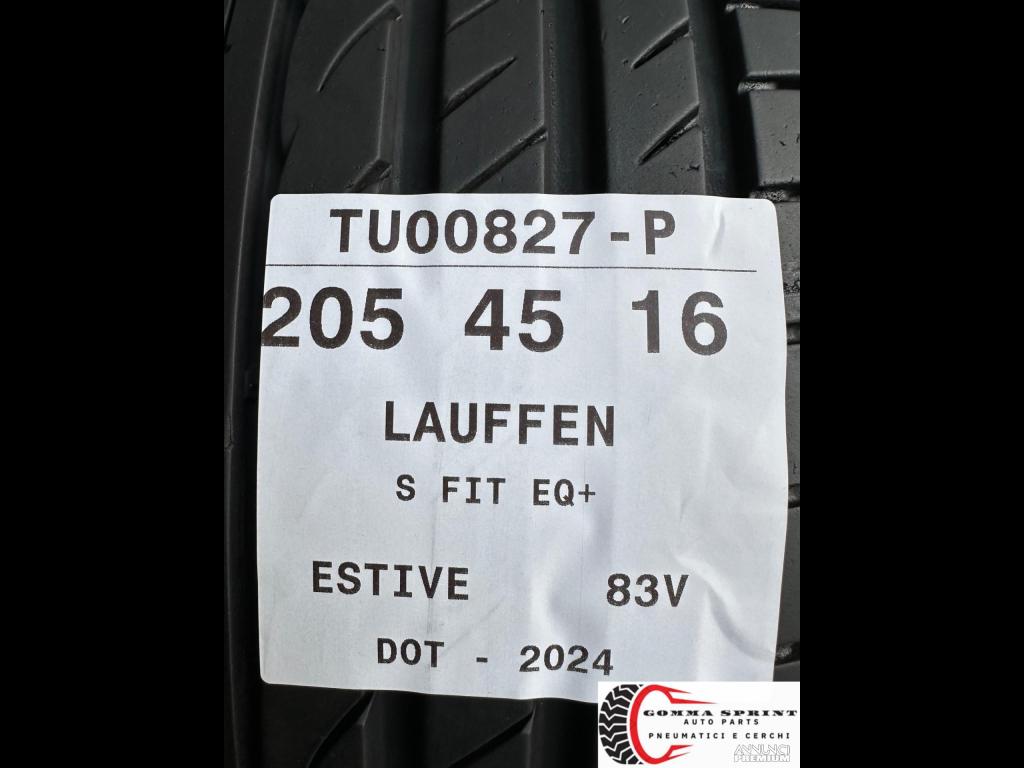 TU00827-P
205 45 16
LAUFFEN
S FIT EQ+
ESTIVE 83V
DOT - 2024
GOMMA SPRINT
AUTO PARTS
PNEUMATICI E CERCHI
ANNUNCI
PREMIUM